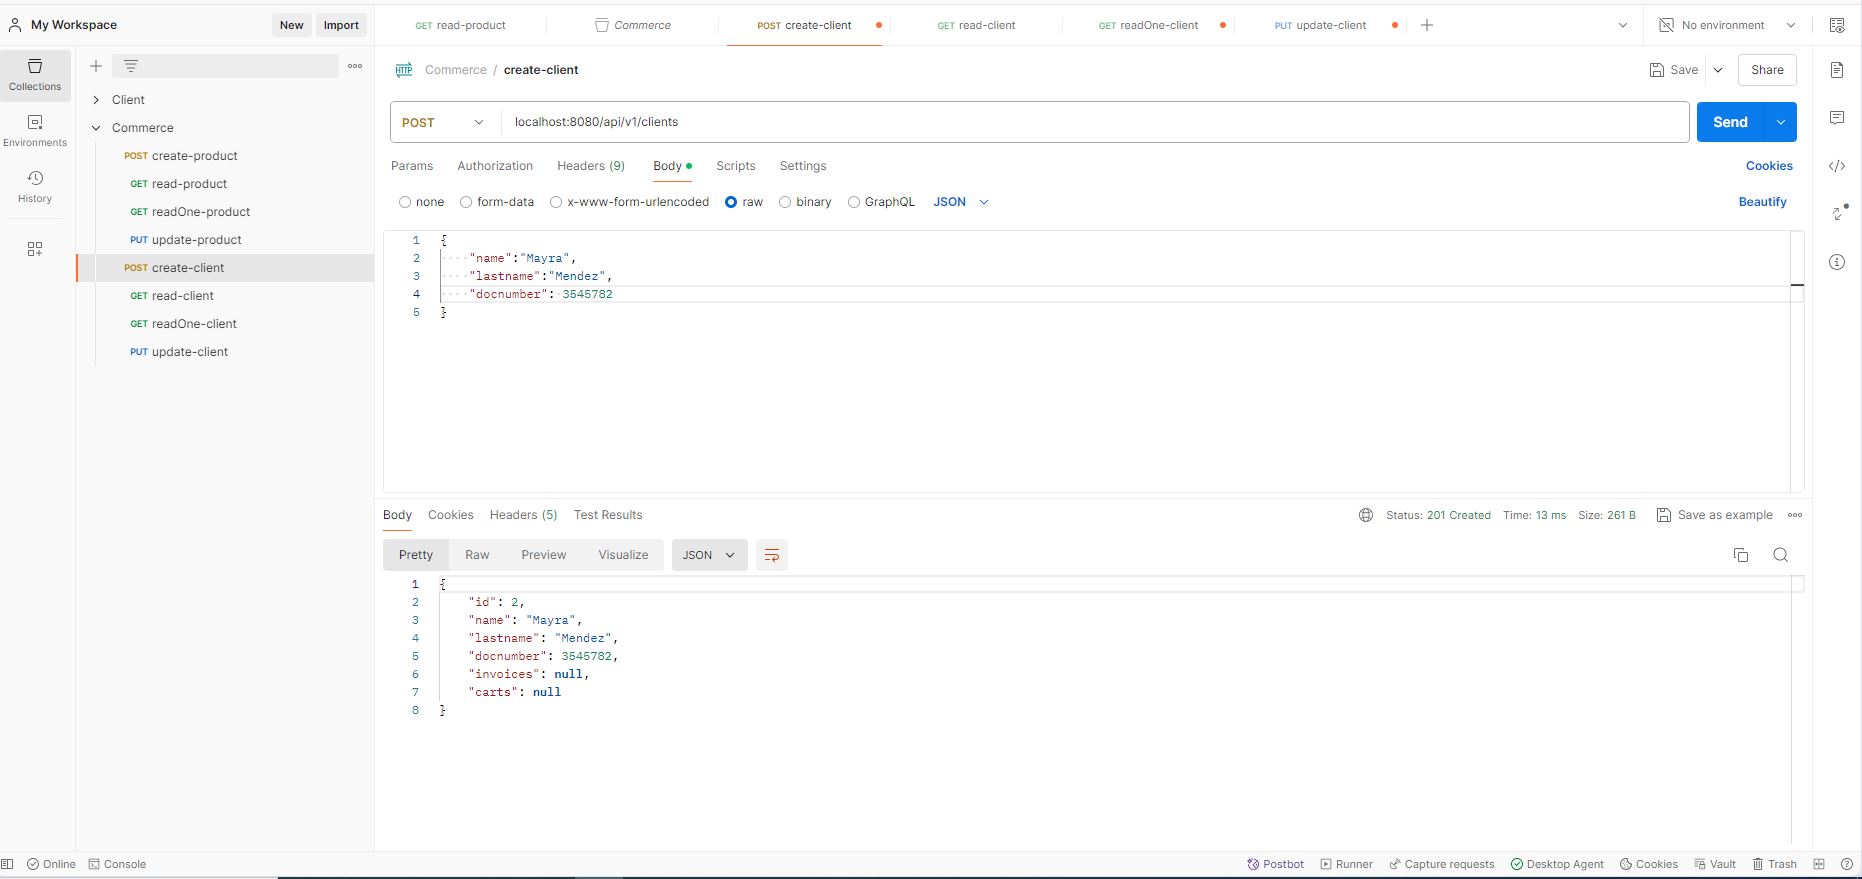 My Workspace
New
Import
GET read-product
Commerce
POST create-client
GET read-client
GET readOne-client
PUT update-client
No environment
Collections
Environments
History
Client
Commerce
POST create-product
GET read-product
GET readOne-product
PUT update-product
POST create-client
GET read-client
GET readOne-client
PUT update-client
HTTP Commerce / create-client
Save
Share
POST
localhost:8080/api/v1/clients
Send
Params Authorization Headers (9) Body Scripts Settings
Cookies
none form-data x-www-form-urlencoded raw binary GraphQL JSON
Beautify
1 {
2 "name":"Mayra",
3 "lastname":"Mendez",
4 "docnumber": 3545782
5 }
Body Cookies Headers (5) Test Results
Status: 201 Created Time: 13 ms Size: 261 B
Save as example
Pretty Raw Preview Visualize JSON
1 {
2 "id": 2,
3 "name": "Mayra",
4 "lastname": "Mendez",
5 "docnumber": 3545782,
6 "invoices": null,
7 "carts": null
8 }
Online Console
Postbot Runner Capture requests Desktop Agent Cookies Vault Trash